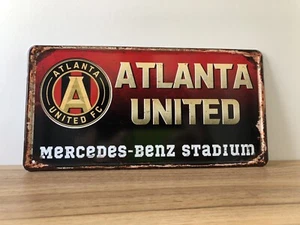 ATLANTA
A
UNITED FC
ATLANTA
UNITED
MERCEDES-BENZ STADIUM